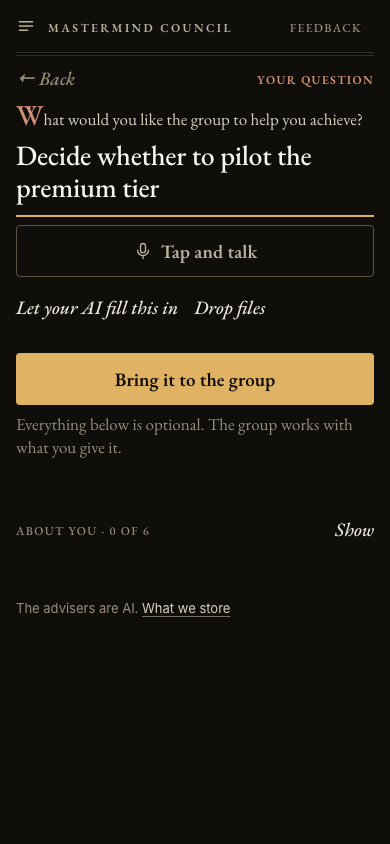 MASTERMIND COUNCIL FEEDBACK
← Back YOUR QUESTION
What would you like the group to help you achieve?
Decide whether to pilot the
premium tier
Tap and talk
Let your AI fill this in Drop files
Bring it to the group
Everything below is optional. The group works with
what you give it.
ABOUT YOU · 0 OF 6 Show
The advisers are AI. What we store